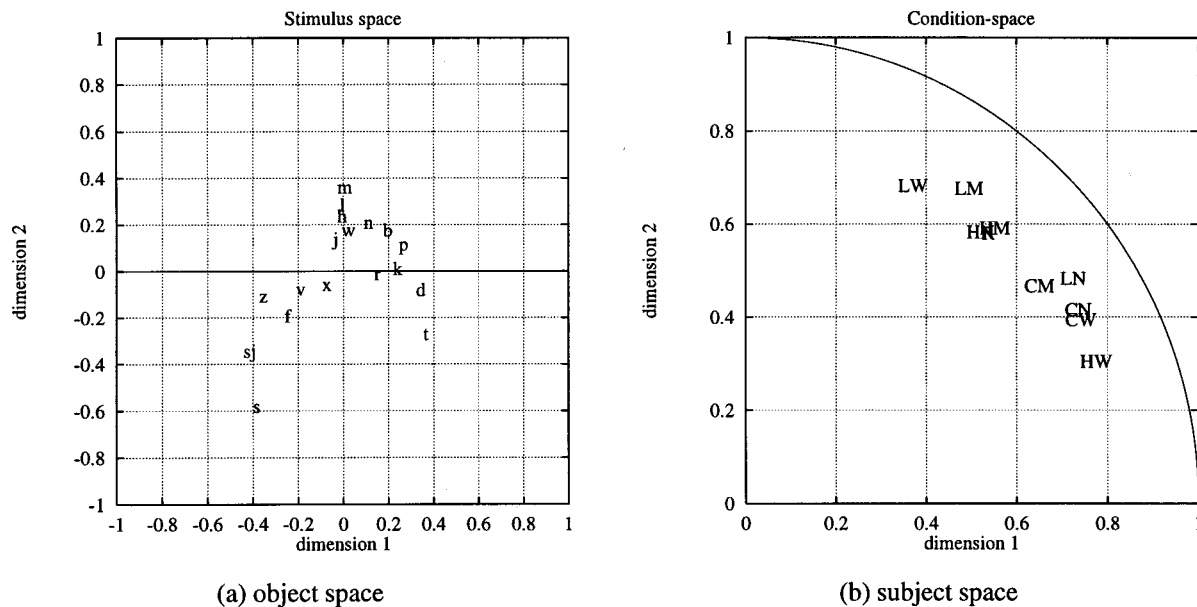 Stimulus space
1
0.8
0.6
0.4
0.2
0
-0.2
-0.4
-0.6
-0.8
-1
dimension 2
m
l
h
w
n
b
j
p
k
r
d
x
v
z
f
t
sj
s
-1 -0.8 -0.6 -0.4 -0.2 0 0.2 0.4 0.6 0.8 1
dimension 1
(a) object space
Condition-space
1
0.8
0.6
0.4
0.2
0
dimension 2
LW
LM
HM
LN
CM
CN
CW
HW
0 0.2 0.4 0.6 0.8 1
dimension 1
(b) subject space